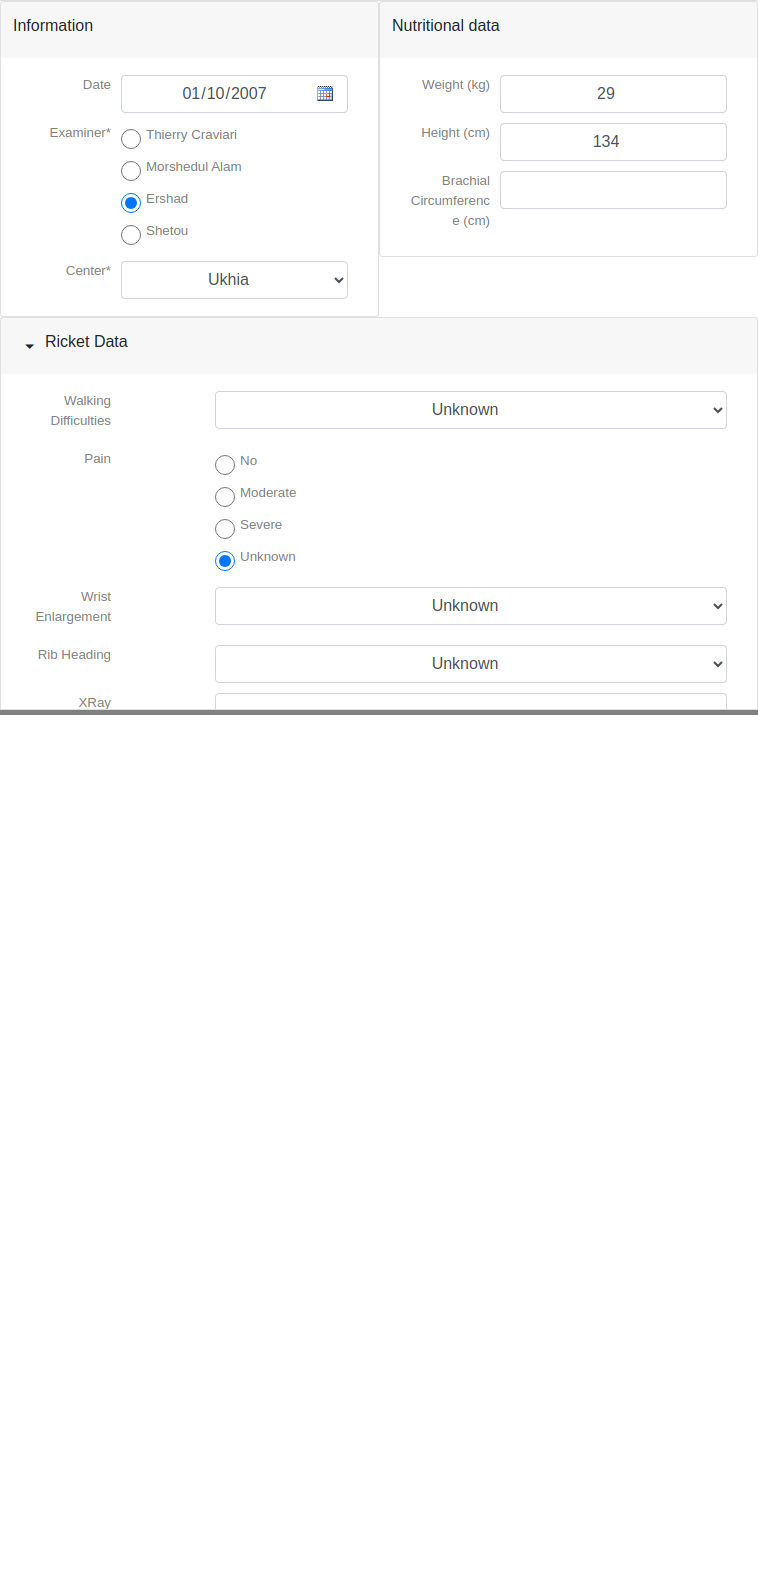 Information
Date
01/10/2007
Examiner*
Thierry Craviari
Morshedul Alam
Ershad
Shetou
Center*
Ukhia
Nutritional data
Weight (kg)
29
Height (cm)
134
Brachial
Circumferenc
e (cm)
Ricket Data
Walking
Difficulties
Unknown
Pain
No
Moderate
Severe
Unknown
Wrist
Enlargement
Unknown
Rib Heading
Unknown
XRay